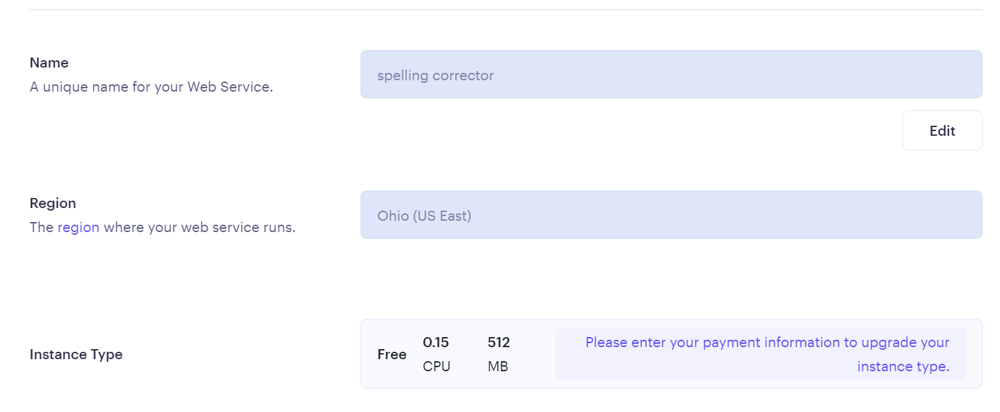 Name
A unique name for your Web Service.
spelling corrector
Edit
Region
The region where your web service runs.
Ohio (US East)
Instance Type
Free
0.15
CPU
512
MB
Please enter your payment information to upgrade your
instance type.